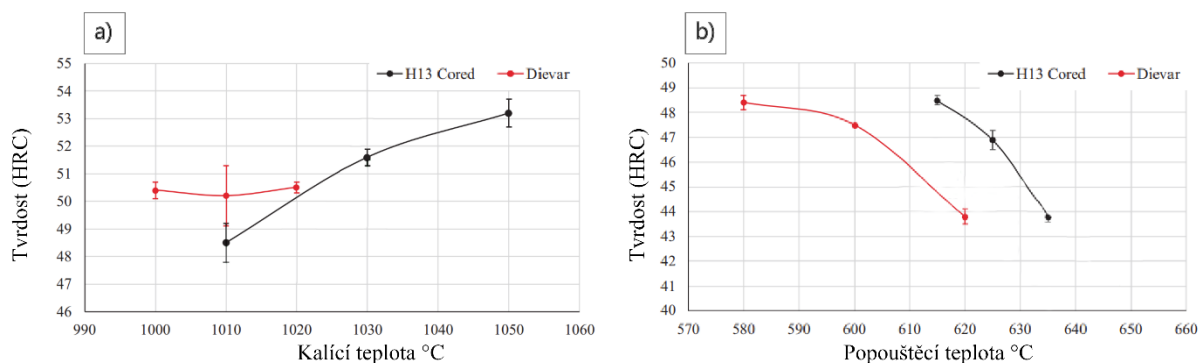 a)
H13 Cored
Dievar
Tvrdost (HRC)
55
54
53
52
51
50
49
48
47
46
990 1000 1010 1020 1030 1040 1050 1060
Kalící teplota °C
b)
H13 Cored
Dievar
Tvrdost (HRC)
50
49
48
47
46
45
44
43
42
41
40
570 580 590 600 610 620 630 640 650 660
Popouštěcí teplota °C